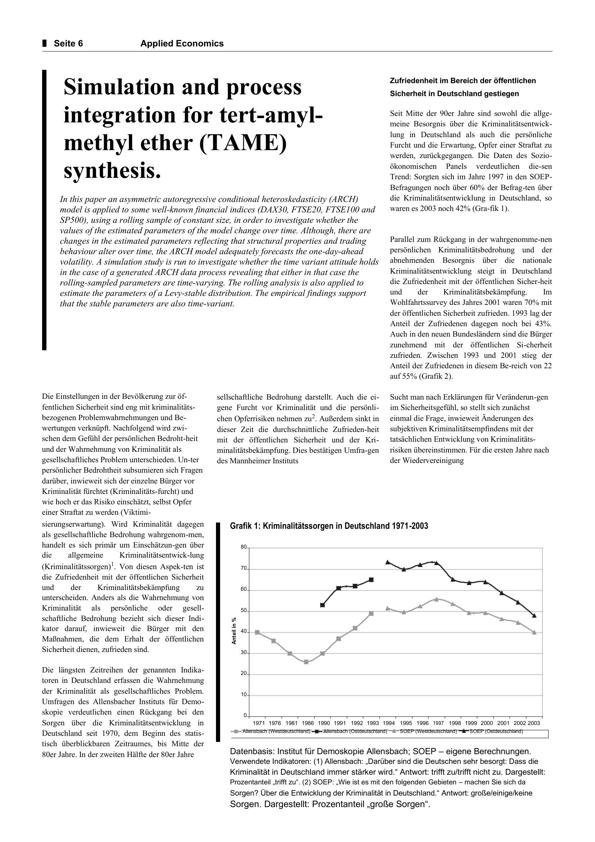 Seite 6 Applied Economics
Simulation and process
integration for tert-amyl-
methyl ether (TAME)
synthesis.
In this paper an asymmetric autoregressive conditional heteroskedasticity (ARCH)
model is applied to some well-known financial indices (DAX30, FTSE20, FTSE100 and
SP500), using a rolling sample of constant size, in order to investigate whether the
values of the estimated parameters of the model change over time. Although, there are
changes in the estimated parameters reflecting that structural properties and trading
behaviour alter over time, the ARCH model adequately forecasts the one-day-ahead
volatility. A simulation study is run to investigate whether the time variant attitude holds
in the case of a generated ARCH data process revealing that either in that case the
rolling-sampled parameters are time-varying. The rolling analysis is also applied to
estimate the parameters of a Levy-stable distribution. The empirical findings support
that the stable parameters are also time-variant.
Zufriedenheit im Bereich der öffentlichen
Sicherheit in Deutschland gestiegen
Seit Mitte der 90er Jahre sind sowohl die allge-
meine Besorgnis über die Kriminalitätsentwick-
lung in Deutschland als auch die persönliche
Furcht und die Erwartung, Opfer einer Straftat zu
werden, zurückgegangen. Die Daten des Sozio-
ökonomischen Panels verdeutlichen die-sen
Trend: Sorgten sich im Jahre 1997 in den SOEP-
Befragungen noch über 60% der Befrag-ten über
die Kriminalitätsentwicklung in Deutschland, so
waren es 2003 noch 42% (Gra-fik 1).
Parallel zum Rückgang in der wahrgenomme-nen
persönlichen Kriminalitätsbedrohung und der
abnehmenden Besorgnis über die nationale
Kriminalitätsentwicklung steigt in Deutschland
die Zufriedenheit mit der öffentlichen Sicher-heit
und der Kriminalitätsbekämpfung. Im
Wohlfahrtssurvey des Jahres 2001 waren 70% mit
der öffentlichen Sicherheit zufrieden. 1993 lag der
Anteil der Zufriedenen dagegen noch bei 43%.
Auch in den neuen Bundesländern sind die Bürger
zunehmend mit der öffentlichen Si-cherheit
zufrieden. Zwischen 1993 und 2001 stieg der
Anteil der Zufriedenen in diesem Be-reich von 22
auf 55% (Grafik 2).
Die Einstellungen in der Bevölkerung zur öf-
fentlichen Sicherheit sind eng mit kriminalitäts-
bezogenen Problemwahrnehmungen und Be-
wertungen verknüpft. Nachfolgend wird zwi-
schen dem Gefühl der persönlichen Bedroht-heit
und der Wahrnehmung von Kriminalität als
gesellschaftliches Problem unterschieden. Un-ter
persönlicher Bedrohtheit subsumieren sich Fragen
darüber, inwieweit sich der einzelne Bürger vor
Kriminalität fürchtet (Kriminalitäts-furcht) und
wie hoch er das Risiko einschätzt, selbst Opfer
einer Straftat zu werden (Viktimi-
sierungserwartung). Wird Kriminalität dagegen
als gesellschaftliche Bedrohung wahrgenom-men,
handelt es sich primär um Einschätzun-gen über
die allgemeine Kriminalitätsentwick-lung
(Kriminalitätssorgen)1. Von diesen Aspek-ten ist
die Zufriedenheit mit der öffentlichen Sicherheit
und der Kriminalitätsbekämpfung zu
unterscheiden. Anders als die Wahrnehmung von
Kriminalität als persönliche oder gesell-
schaftliche Bedrohung bezieht sich dieser Indi-
kator darauf, inwieweit die Bürger mit den
Maßnahmen, die dem Erhalt der öffentlichen
Sicherheit dienen, zufrieden sind.
Die längsten Zeitreihen der genannten Indika-
toren in Deutschland erfassen die Wahrnehmung
der Kriminalität als gesellschaftliches Problem.
Umfragen des Allensbacher Instituts für Demo-
skopie verdeutlichen einen Rückgang bei den
Sorgen über die Kriminalitätsentwicklung in
Deutschland seit 1970, dem Beginn des statis-
tisch überblickbaren Zeitraumes, bis Mitte der
80er Jahre. In der zweiten Hälfte der 80er Jahre
sellschaftliche Bedrohung darstellt. Auch die ei-
gene Furcht vor Kriminalität und die persönli-
chen Opferrisiken nehmen zu2. Außerdem sinkt in
dieser Zeit die durchschnittliche Zufrieden-heit
mit der öffentlichen Sicherheit und der Kri-
minalitätsbekämpfung. Dies bestätigen Umfra-gen
des Mannheimer Instituts
Sucht man nach Erklärungen für Veränderun-gen
im Sicherheitsgefühl, so stellt sich zunächst
einmal die Frage, inwieweit Änderungen des
subjektiven Kriminalitätsempfindens mit der
tatsächlichen Entwicklung von Kriminalitäts-
risiken übereinstimmen. Für die ersten Jahre nach
der Wiedervereinigung
Grafik 1: Kriminalitätssorgen in Deutschland 1971-2003
80
70
60
50
40
30
20
10
0
Anteil in %
1971 1976 1981 1986 1990 1991 1992 1993 1994 1995 1996 1997 1998 1999 2000 2001 2002 2003
Allensbach (Westdeutschland) Allensbach (Ostdeutschland) SOEP (Westdeutschland) SOEP (Ostdeutschland)
Datenbasis: Institut für Demoskopie Allensbach; SOEP – eigene Berechnungen.
Verwendete Indikatoren: (1) Allensbach: „Darüber sind die Deutschen sehr besorgt: Dass die
Kriminalität in Deutschland immer stärker wird.“ Antwort: trifft zu/trifft nicht zu. Dargestellt:
Prozentanteil „trifft zu“. (2) SOEP: „Wie ist es mit den folgenden Gebieten – machen Sie sich da
Sorgen? Über die Entwicklung der Kriminalität in Deutschland.“ Antwort: große/einige/keine
Sorgen. Dargestellt: Prozentanteil „große Sorgen“.